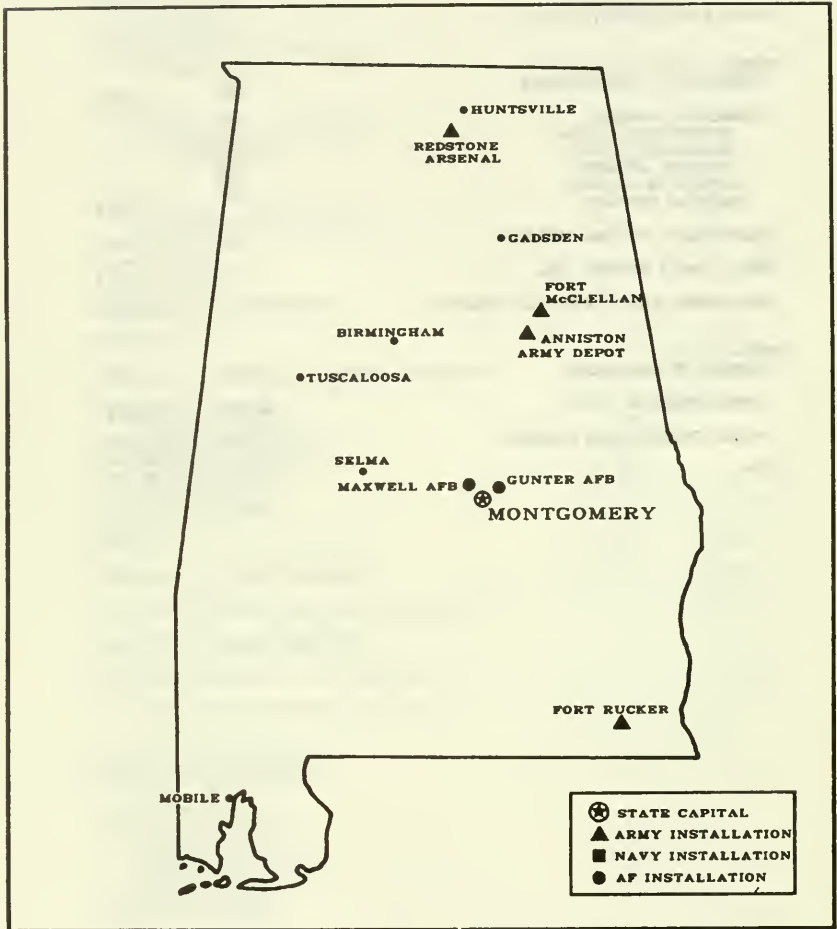 HUNTSVILLE
REDSTONE
ARSENAL
GADSDEN
FORT
McCLELLAN
BIRMINGHAM
ANNISTON
ARMY DEPOT
TUSCALOOSA
SELMA
MAXWELL AFB
GUNTER AFB
MONTGOMERY
FORT RUCKER
MOBILE
STATE CAPITAL
ARMY INSTALLATION
NAVY INSTALLATION
AF INSTALLATION